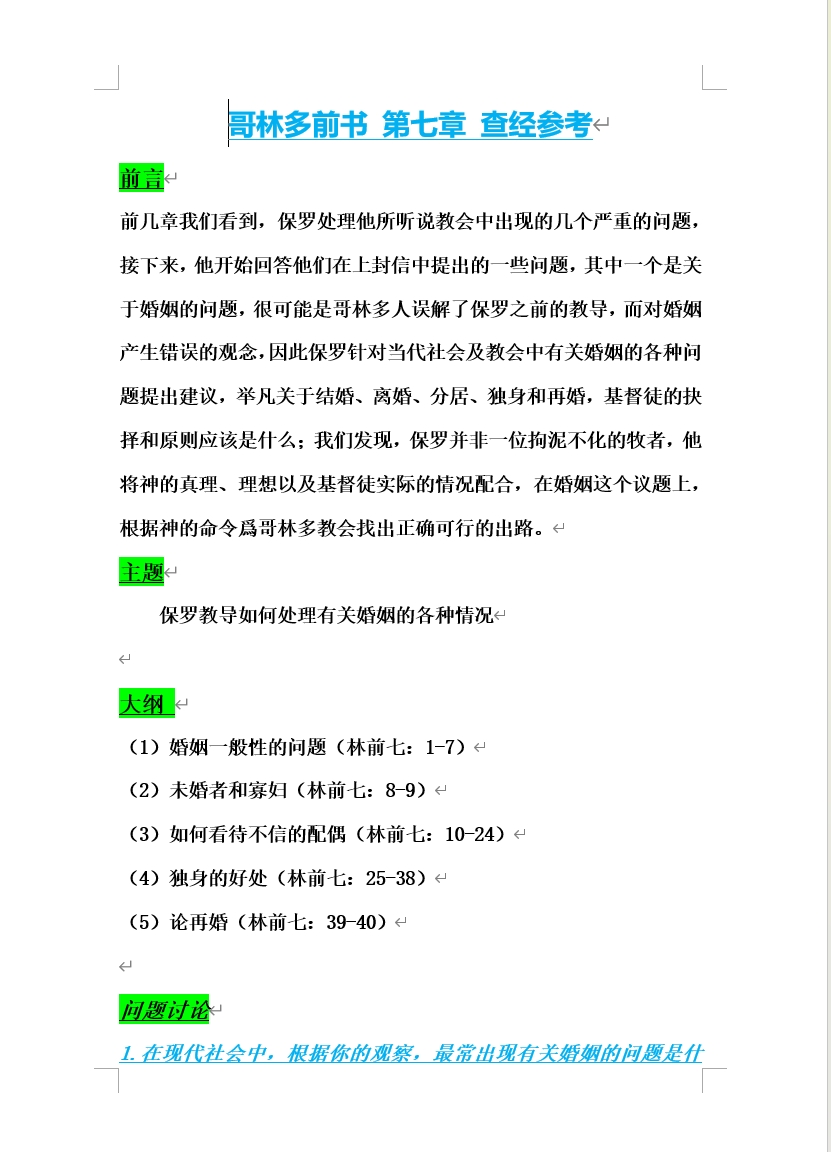 哥林多前书 第七章 查经参考
前言
前几章我们看到，保罗处理他所听说教会中出现的几个严重的问题，
接下来，他开始回答他们在上封信中提出的一些问题，其中一个是关
于婚姻的问题，很可能是哥林多人误解了保罗之前的教导，而对婚姻
产生错误的观念，因此保罗针对当代社会及教会中有关婚姻的各种问
题提出建议，举凡关于结婚、离婚、分居、独身和再婚，基督徒的抉
择和原则应该是什么；我们发现，保罗并非一位拘泥不化的牧者，他
将神的真理、理想以及基督徒实际的情况配合，在婚姻这个议题上，
根据神的命令爲哥林多教会找出正确可行的出路。
主题
保罗教导如何处理有关婚姻的各种情况
大纲
（1）婚姻一般性的问题（林前七：1-7）
（2）未婚者和寡妇（林前七：8-9）
（3）如何看待不信的配偶（林前七：10-24）
（4）独身的好处（林前七：25-38）
（5）论再婚（林前七：39-40）
问题讨论
1. 在现代社会中，根据你的观察，最常出现有关婚姻的问题是什